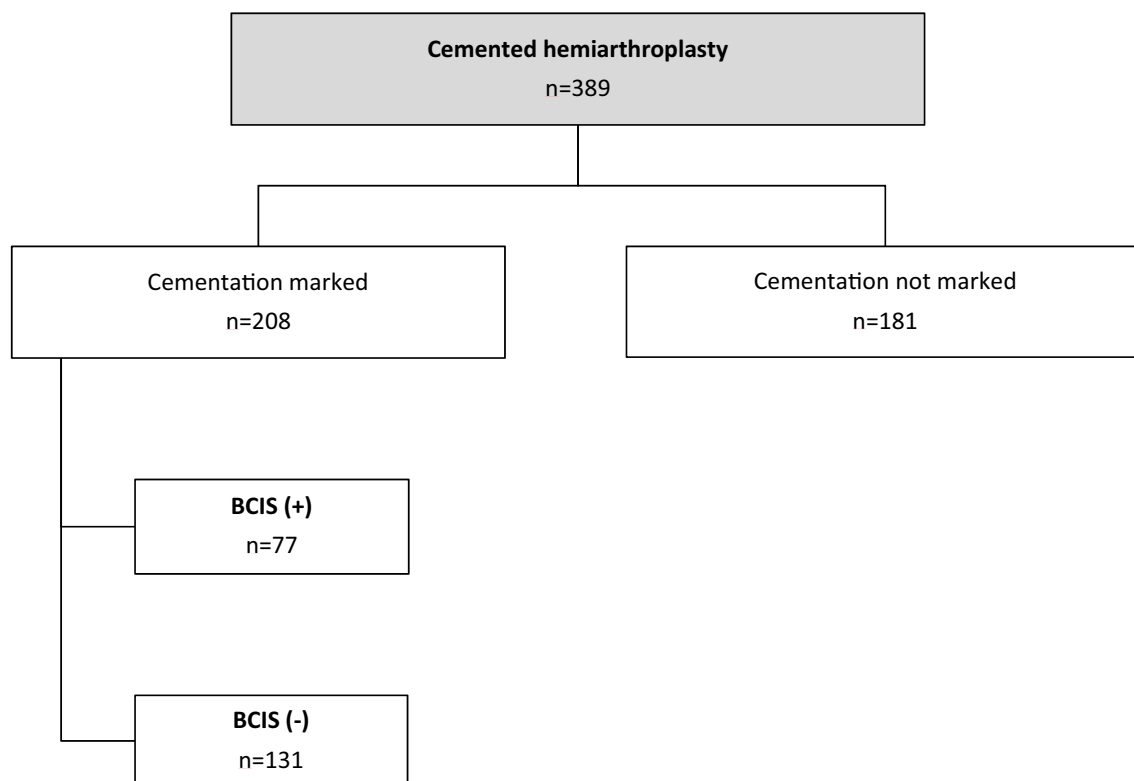 Cemented hemiarthroplasty
n=389
Cementation marked
n=208
Cementation not marked
n=181
BCIS (+)
n=77
BCIS (-)
n=131